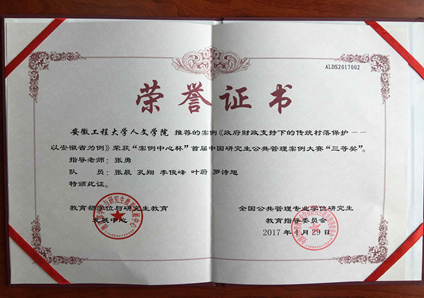 ALDS2017002
荣誉证书
安徽工程大学人文学院 推荐的案例《政府财政支持下的传统村落保护--
以安徽省为例》荣获“案例中心杯”首届中国研究生公共管理案例大赛“三等奖”。
指导老师：张勇
队 员：张晨 孔翔 李俊峰 叶蔚 罗诗旭
特颁此证。
教育部学位与研究生教育 全国公共管理专业学位研究生
发展中心 教育指导委员会
2017年4月29日